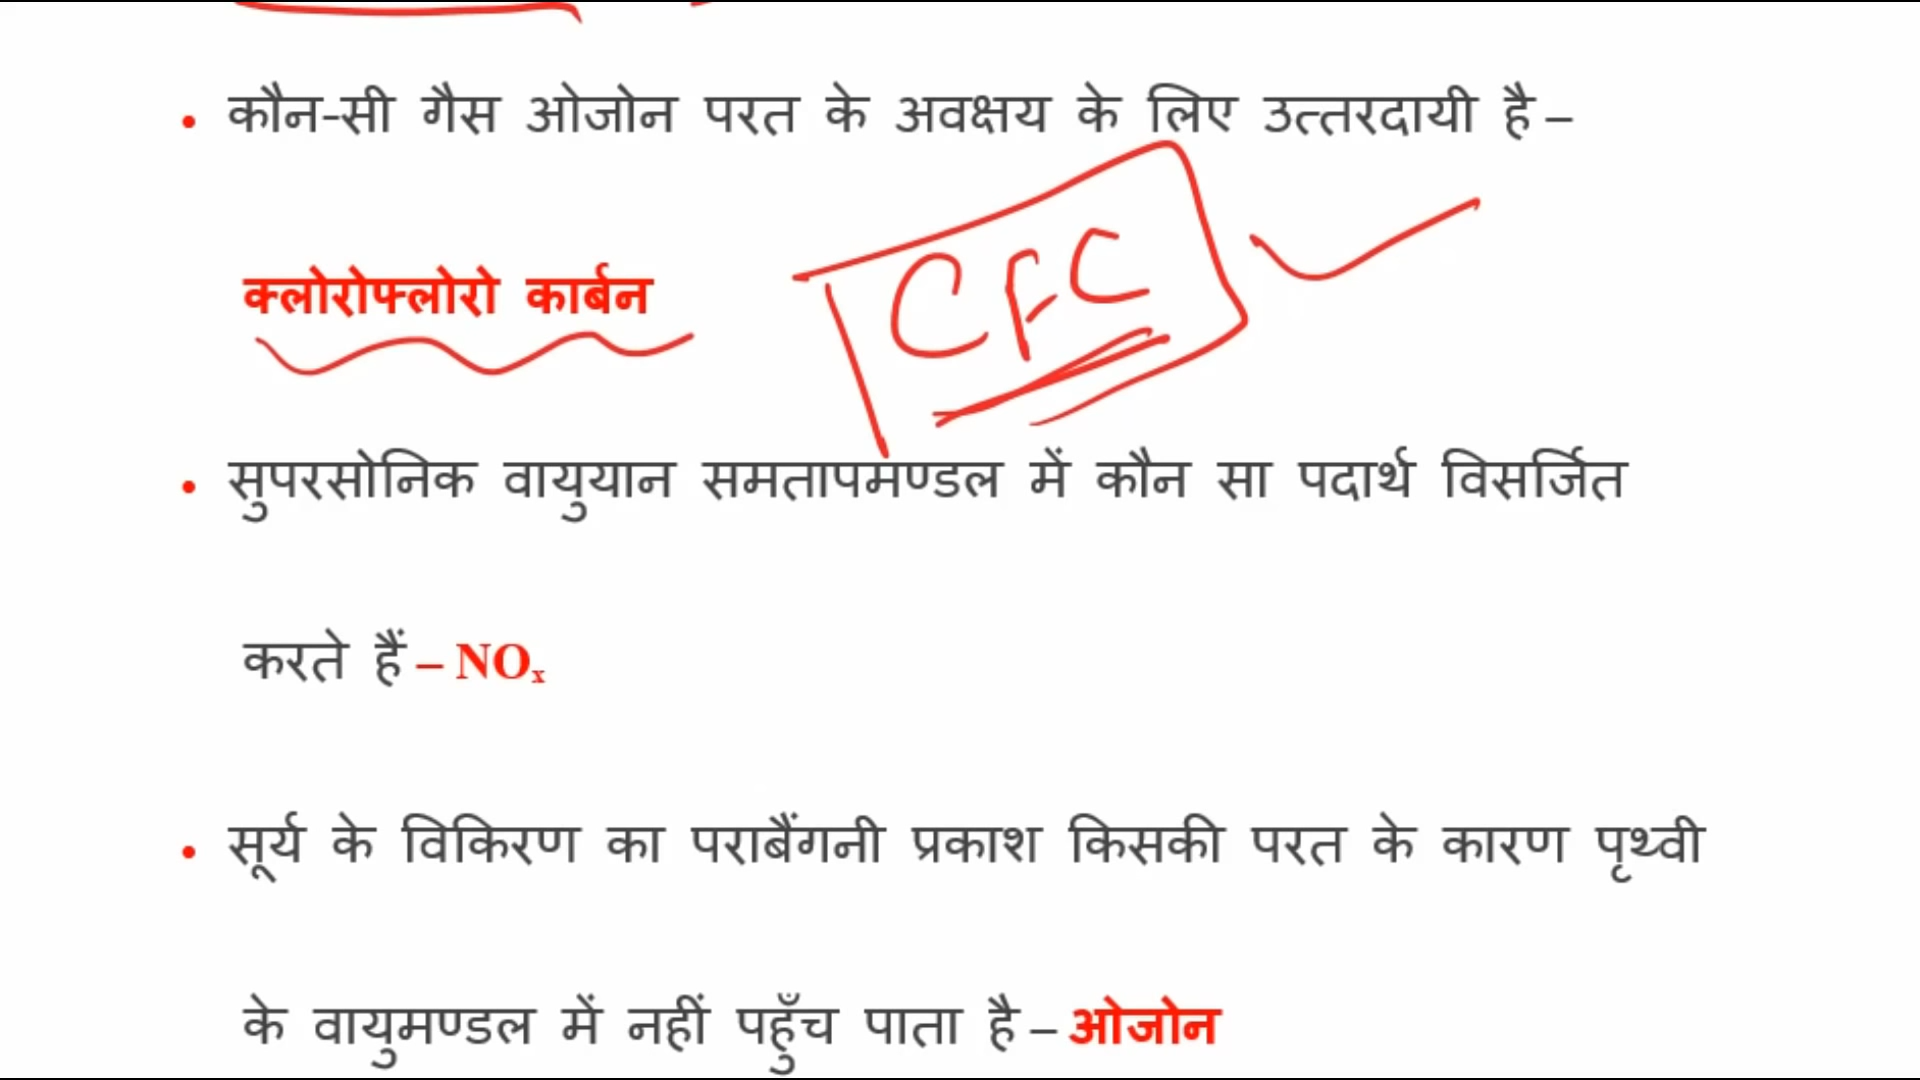 • कौन-सी गैस ओजोन परत के अवक्षय के लिए उत्तरदायी है –
क्लोरोफ्लोरो कार्बन CFC
• सुपरसोनिक वायुयान समतापमण्डल में कौन सा पदार्थ विसर्जित
करते हैं – NOₓ
• सूर्य के विकिरण का पराबैंगनी प्रकाश किसकी परत के कारण पृथ्वी
के वायुमण्डल में नहीं पहुँच पाता है – ओजोन